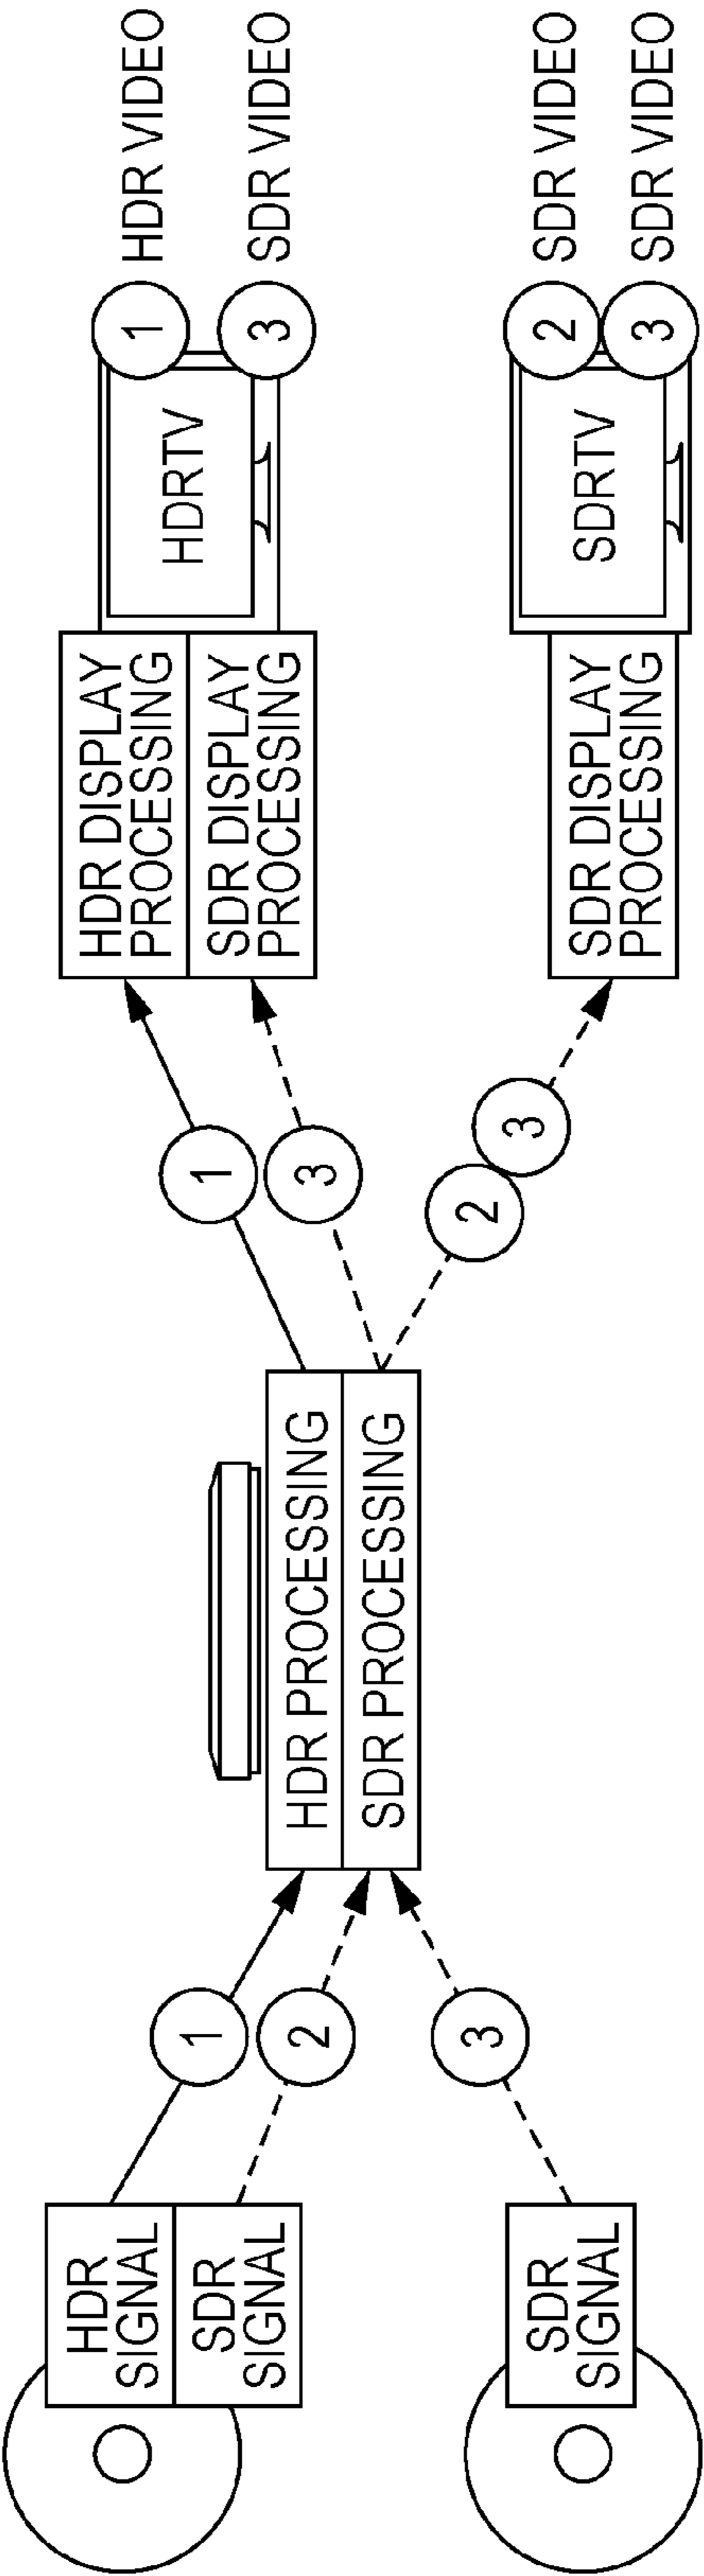 HDR
SIGNAL
SDR
SIGNAL
SDR
SIGNAL
1
2
3
HDR PROCESSING
SDR PROCESSING
1
3
2
3
HDR DISPLAY
PROCESSING
SDR DISPLAY
PROCESSING
SDR DISPLAY
PROCESSING
HDRTV
SDRTV
1
HDR VIDEO
3
SDR VIDEO
2
SDR VIDEO
3
SDR VIDEO